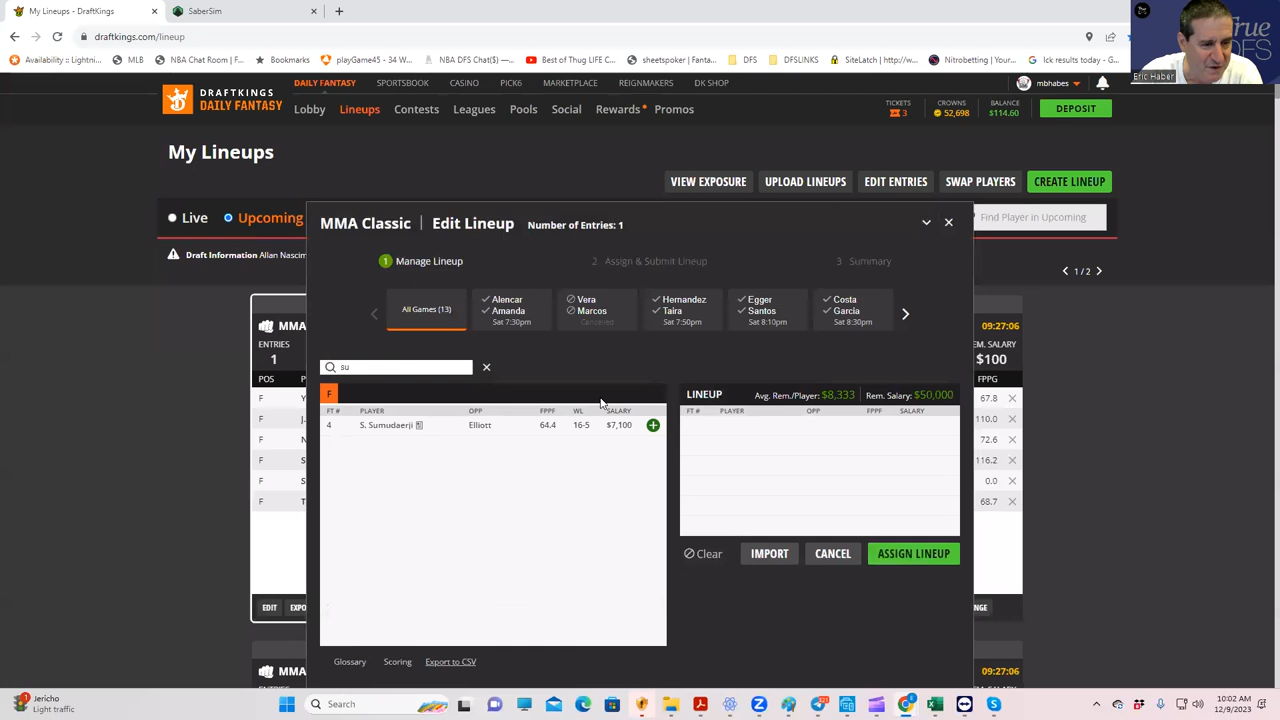 My Lineups - DraftKings
SaberSim
draftkings.com/lineup
Availability ((Lightni...
MLB
NBA Chat Room ( F...
Bookmarks
playGame45 - 34 W...
DFS Chat($) -...
Best of Thug LIFE C...
sheetspoker | Lin...
DFS
DFSLINKS
SiteLatch | http://w...
Nitrobetting | Your...
Ick results today - G...
True
DFS
Eric Haber
DAILY FANTASY
SPORTSBOOK
CASINO
PICK6
MARKETPLACE
REIGNMAKERS
DK SHOP
mbhabes
DRAFTKINGS
DAILY FANTASY
Lobby
Lineups
Contests
Leagues
Pools
Social
Rewards
Promos
TICKETS
3
CROWNS
52,698
BALANCE
$114.60
DEPOSIT
My Lineups
VIEW EXPOSURE
UPLOAD LINEUPS
EDIT ENTRIES
SWAP PLAYERS
CREATE LINEUP
Live
Upcoming
MMA Classic | Edit Lineup Number of Entries: 1
Find Player in Upcoming
Draft Information Allan Nascim
1 Manage Lineup
2 Assign & Submit Lineup
3 Summary
1 / 2
All Games (13)
Alencar
Amanda
Sat 7:30pm
Vera
Marcos
Canceled
Hernandez
Taira
Sat 7:50pm
Egger
Santos
Sat 8:10pm
Costa
Garcia
Sat 8:30pm
MMA
09:27:06
ENTRIES
1
EM. SALARY
$100
POS
FPPG
su
F
LINEUP
Avg. Rem./Player: $8,333
Rem. Salary: $50,000
FT # PLAYER OPP FPPF WL SALARY
FT # PLAYER OPP FPPF SALARY
4 S. Sumudaerji Elliott 64.4 16-5 $7,100
F Y 67.8
F J. 110.0
F N 72.6
F S 116.2
F S 0.0
F T 68.7
Clear
IMPORT
CANCEL
ASSIGN LINEUP
EDIT
EXPO
NGE
Glossary
Scoring
Export to CSV
MMA
09:27:06
Jericho
Light traffic
Search
10:02 AM
12/9/2023